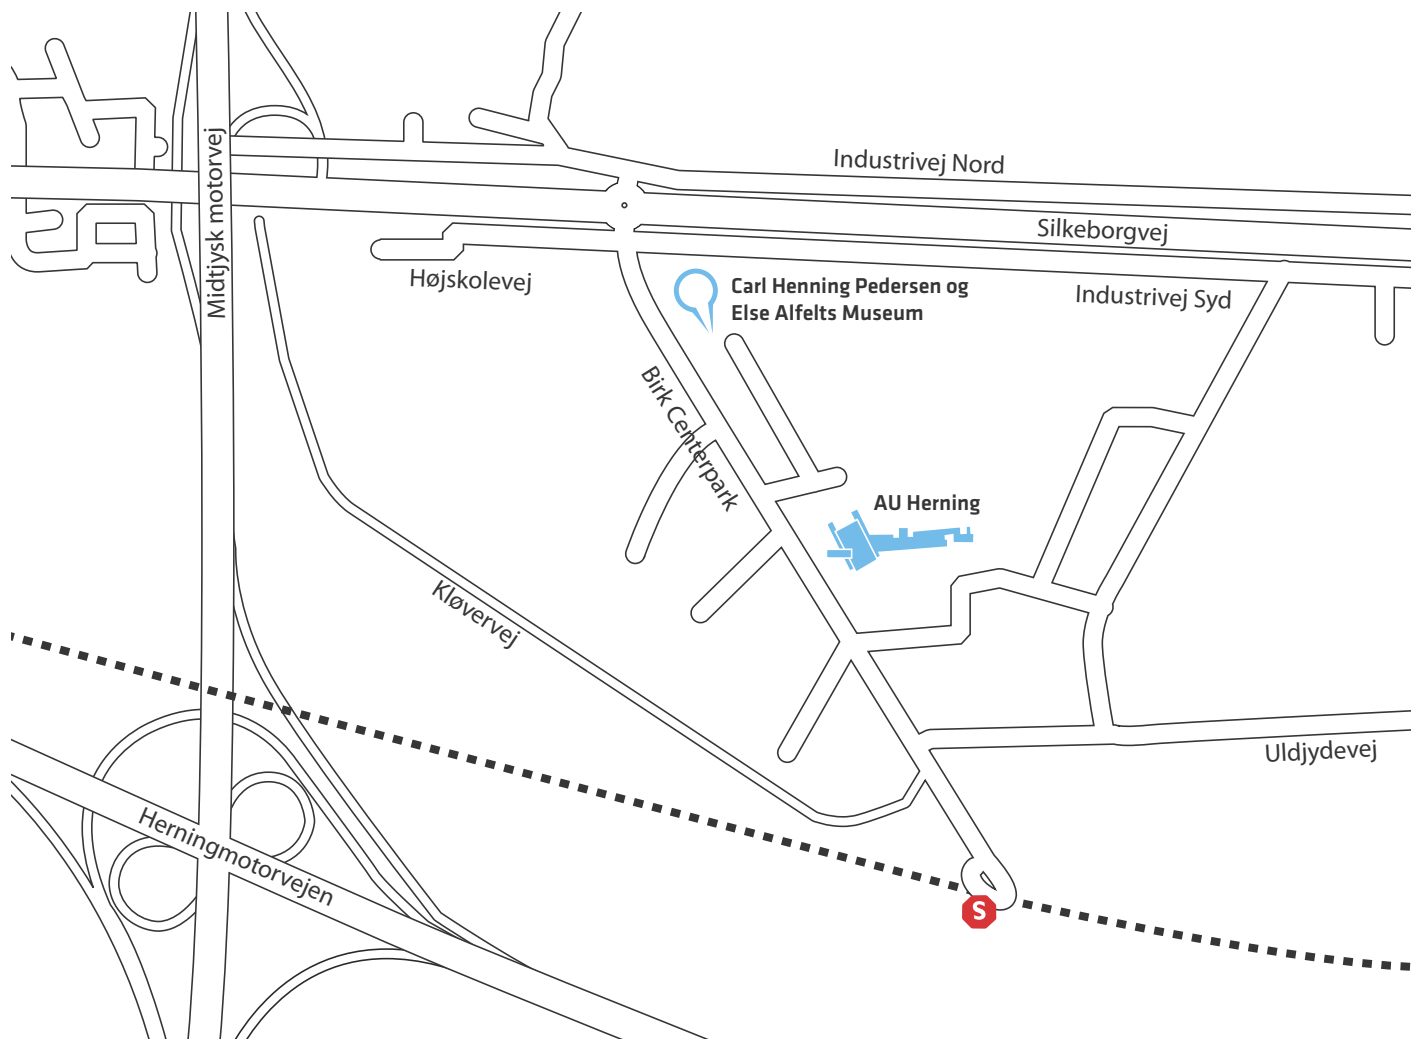 Industrivej Nord
Midtjysk motorvej
Silkeborgvej
Højskolevej
Carl Henning Pedersen og
Else Alfelts Museum
Industrivej Syd
Birk Centerpark
AU Herning
Kløvervej
Uldjydevej
Herningmotorvejen
S